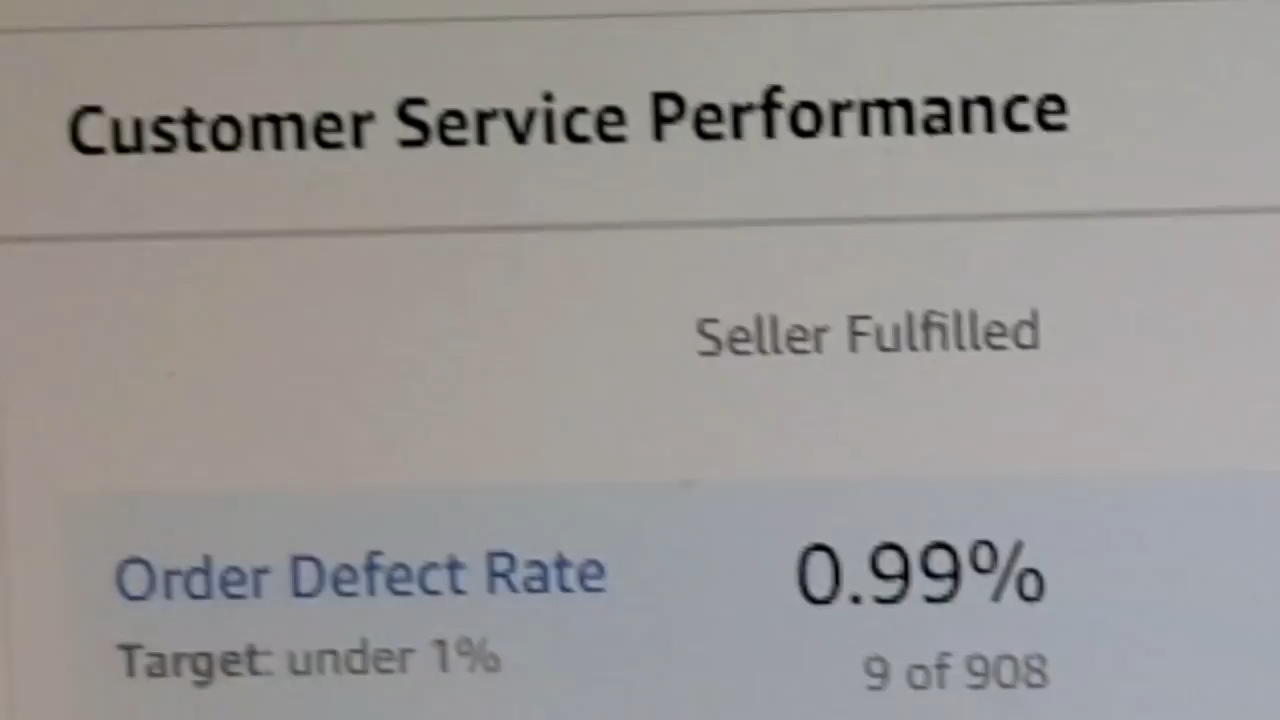 Customer Service Performance
Seller Fulfilled
Order Defect Rate 0.99%
Target: under 1% 9 of 908